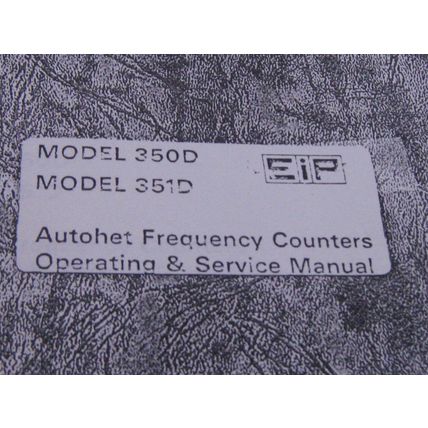 MODEL 350D
EiP
MODEL 351D
Autohet Frequency Counters
Operating & Service Manual